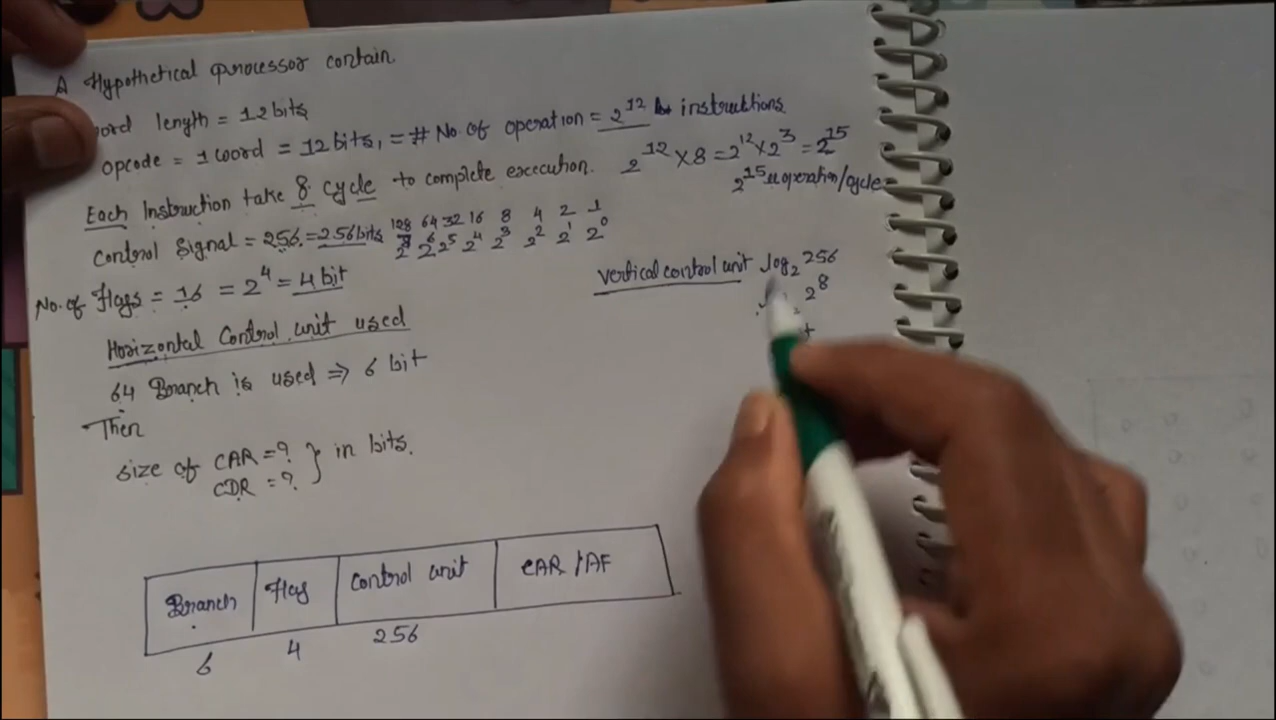 A Hypothetical processor contain
ord length = 12 bits
opcode = 1 word = 12 bits, = # No. of operation = 2^12 instructions
Each Instruction take 8 cycle to complete execution. 2^12 × 8 = 2^12 × 2^3 = 2^15
2^15 μ operation/cycle
Control Signal = 256 = 256 bits 128 64 32 16 8 4 2 1
2^6 2^5 2^4 2^3 2^2 2^1 2^0
No. of Flags = 16 = 2^4 = 4 bit
Vertical control unit log₂ 256
2^8
Horizontal Control unit used
64 Branch is used ⇒ 6 bit
Then
size of CAR = ? } in bits.
CDR = ?
Branch Flag Control unit CAR / AF
6 4 256